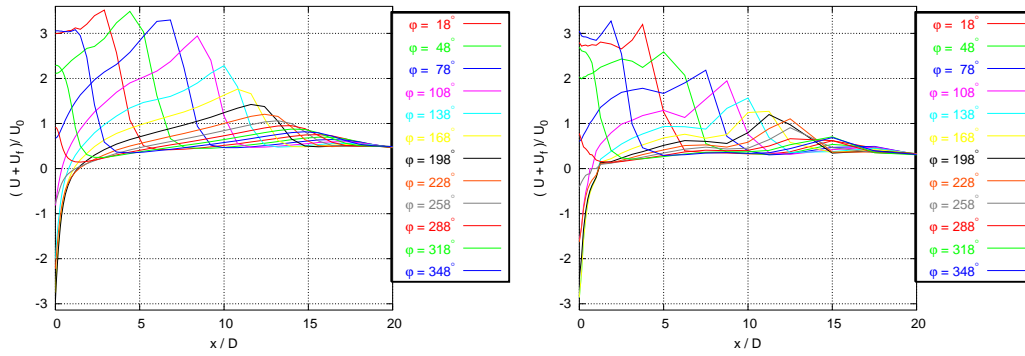 ( U + U_f )/ U_0
3
2
1
0
-1
-2
-3
0 5 10 15 20
x / D
φ = 18°
φ = 48°
φ = 78°
φ = 108°
φ = 138°
φ = 168°
φ = 198°
φ = 228°
φ = 258°
φ = 288°
φ = 318°
φ = 348°
( U + U_f )/ U_0
3
2
1
0
-1
-2
-3
0 5 10 15 20
x / D
φ = 18°
φ = 48°
φ = 78°
φ = 108°
φ = 138°
φ = 168°
φ = 198°
φ = 228°
φ = 258°
φ = 288°
φ = 318°
φ = 348°